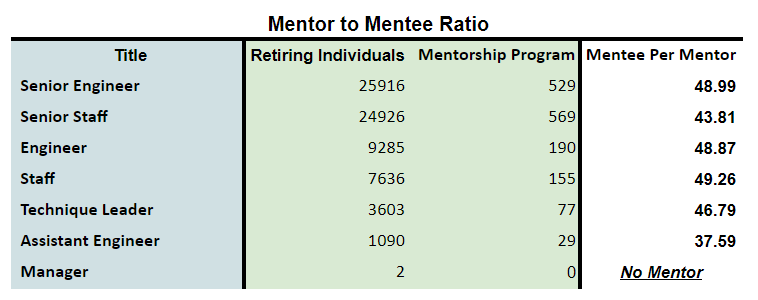 Mentor to Mentee Ratio
Title Retiring Individuals Mentorship Program Mentee Per Mentor
Senior Engineer 25916 529 48.99
Senior Staff 24926 569 43.81
Engineer 9285 190 48.87
Staff 7636 155 49.26
Technique Leader 3603 77 46.79
Assistant Engineer 1090 29 37.59
Manager 2 0 No Mentor